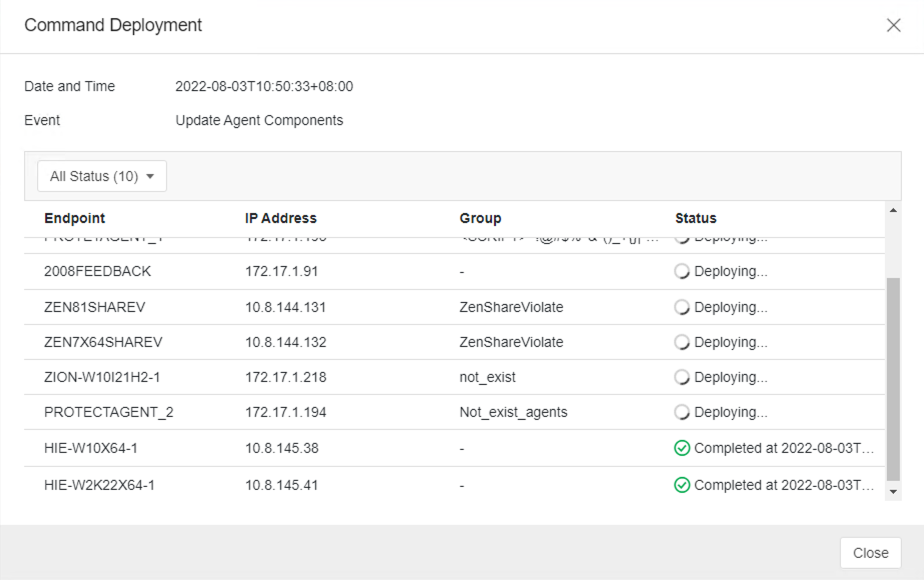 Command Deployment
Date and Time 2022-08-03T10:50:33+08:00
Event Update Agent Components
All Status (10)
Endpoint IP Address Group Status
Deploying...
2008FEEDBACK 172.17.1.91 - Deploying...
ZEN81SHAREV 10.8.144.131 ZenShareViolate Deploying...
ZEN7X64SHAREV 10.8.144.132 ZenShareViolate Deploying...
ZION-W10I21H2-1 172.17.1.218 not_exist Deploying...
PROTECTAGENT_2 172.17.1.194 Not_exist_agents Deploying...
HIE-W10X64-1 10.8.145.38 - Completed at 2022-08-03T...
HIE-W2K22X64-1 10.8.145.41 - Completed at 2022-08-03T...
Close